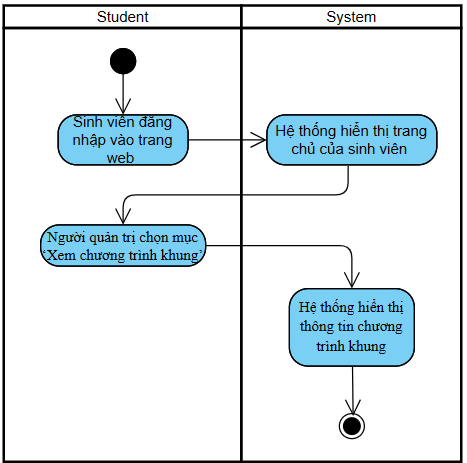 Student
System
Sinh viên đăng
nhập vào trang
web
Hệ thống hiển thị trang
chủ của sinh viên
Người quản trị chọn mục
‘Xem chương trình khung’
Hệ thống hiển thị
thông tin chương
trình khung